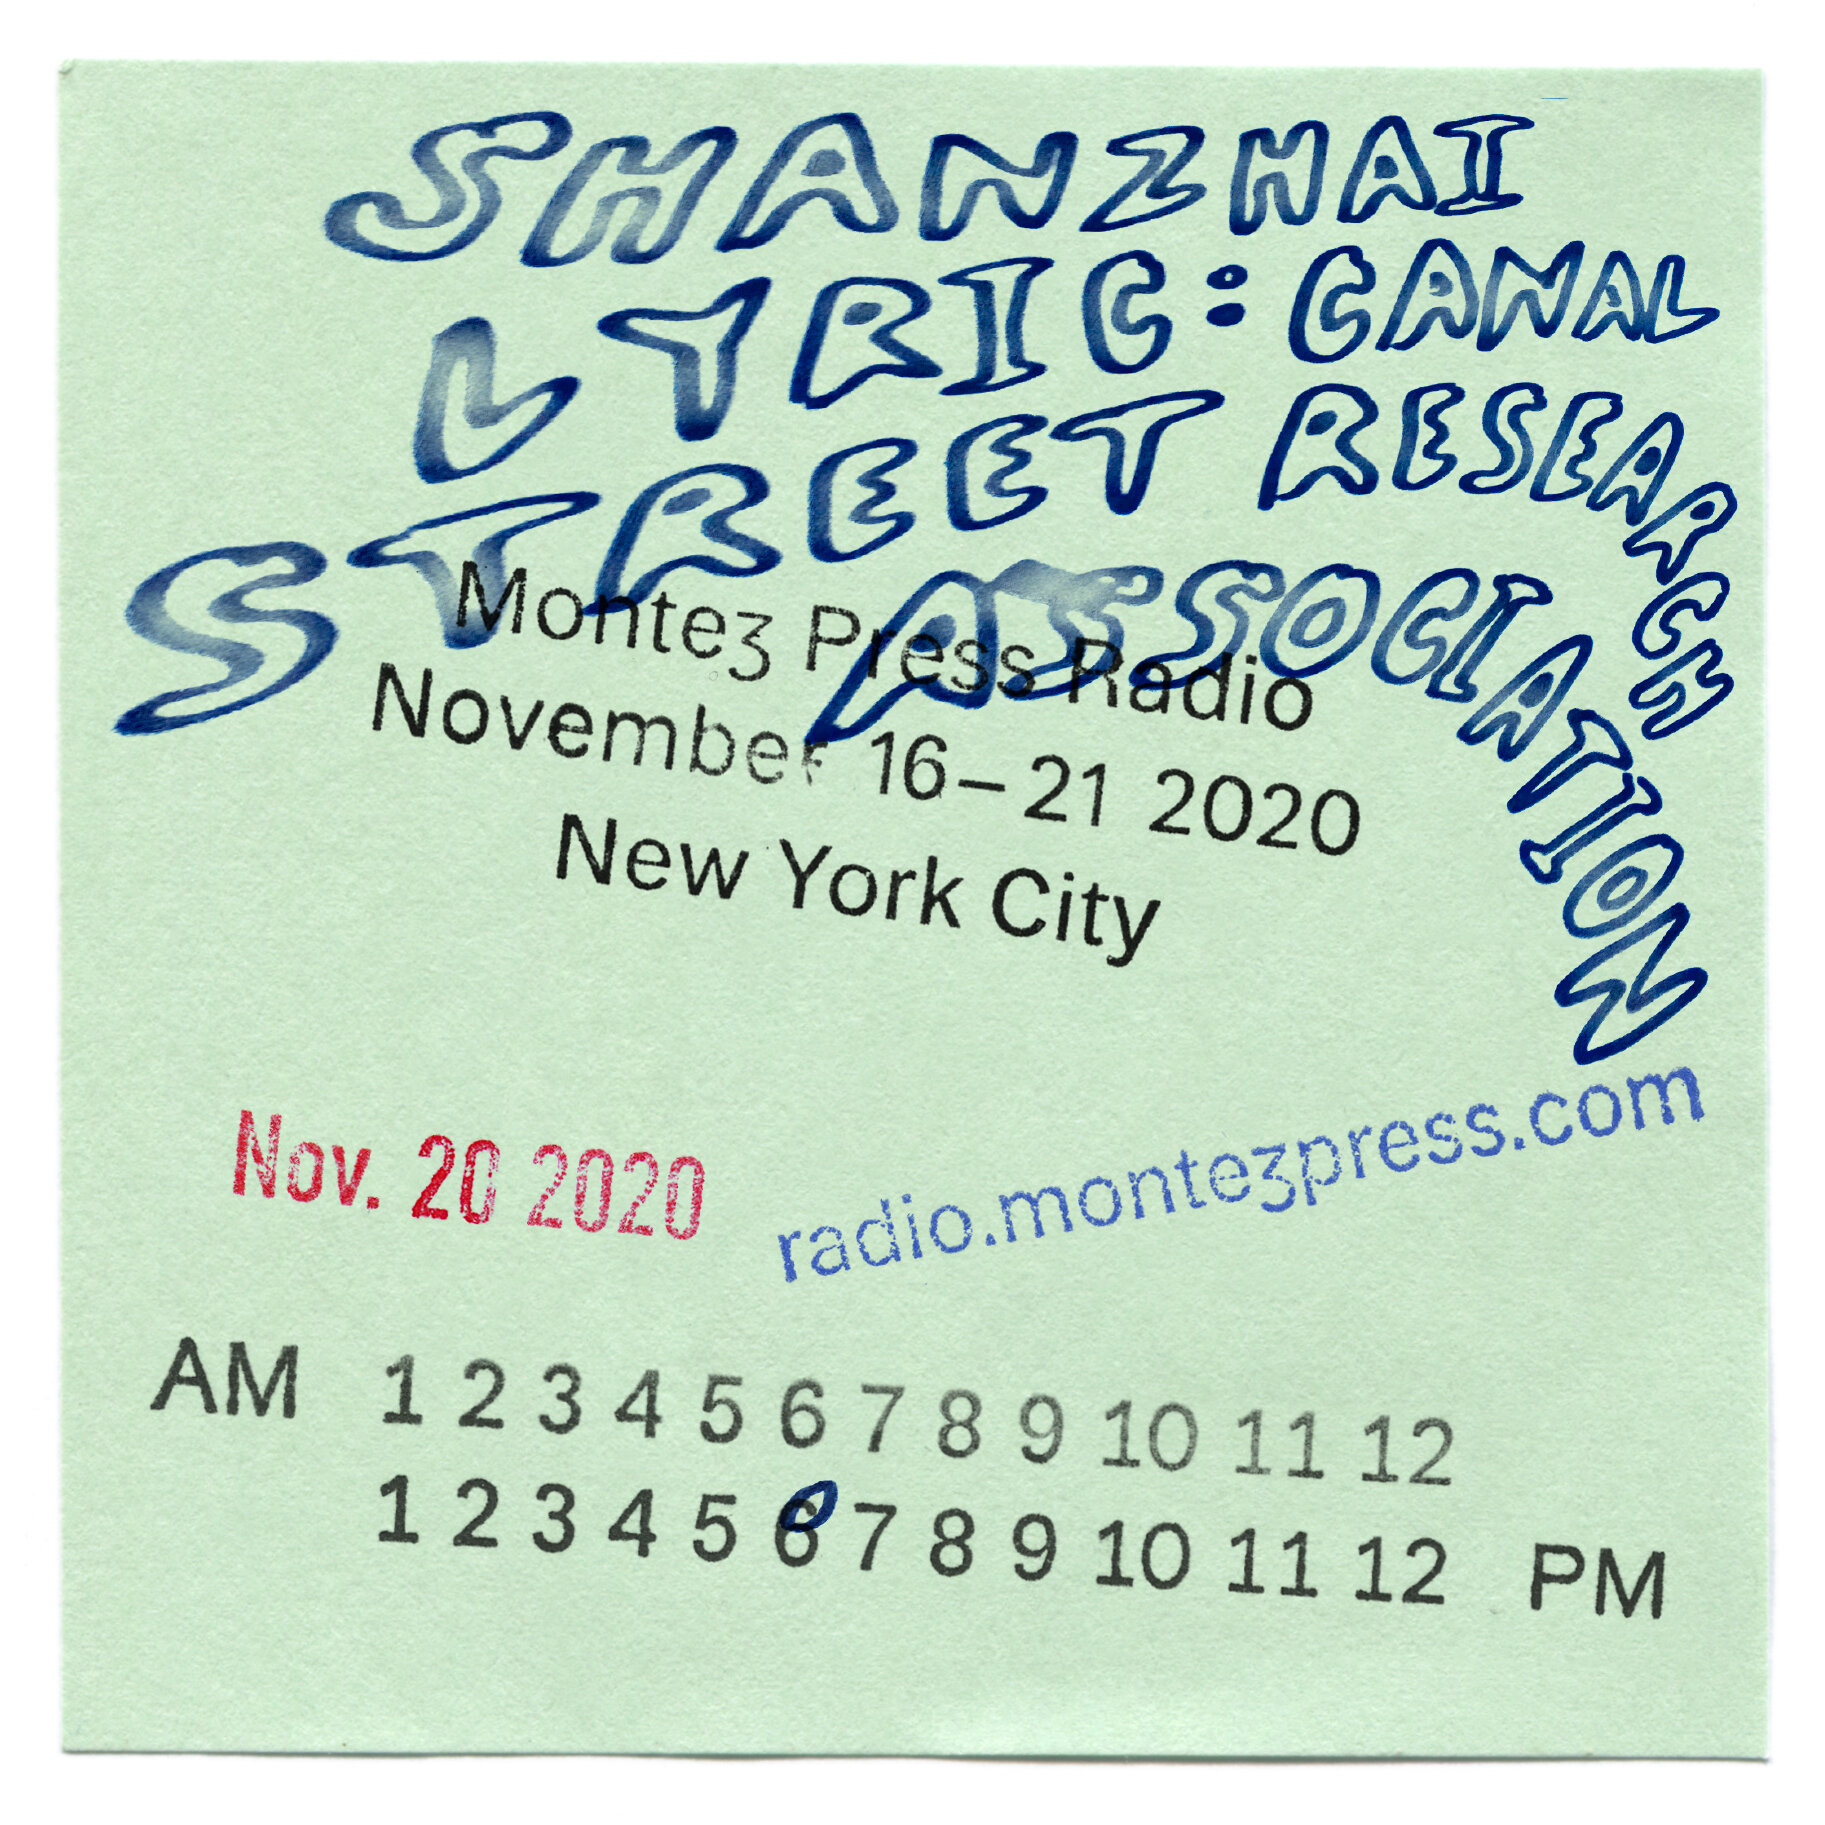 SHANZHAI
LYRIC: CANAL
STREET RESEARCH
ASSOCIATION
Monteʒ Press Radio
November 16–21 2020
New York City
Nov. 20 2020
radio.monteʒpress.com
AM 1 2 3 4 5 6 7 8 9 10 11 12
1 2 3 4 5 6 7 8 9 10 11 12 PM